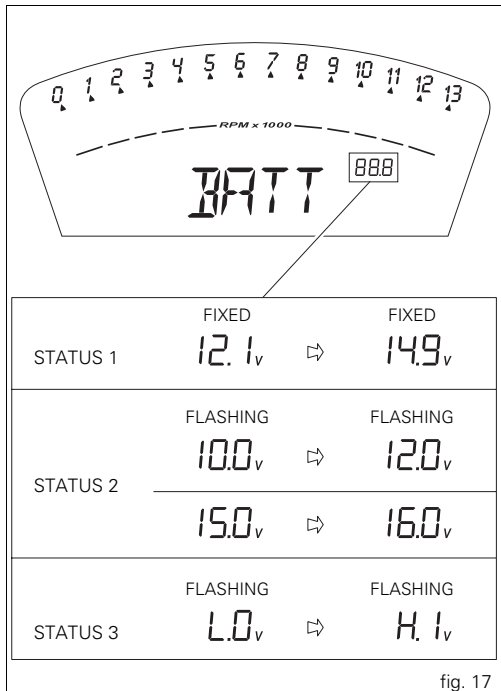 0 1 2 3 4 5 6 7 8 9 10 11 12 13
RPM x 1000
88.8
BATT
FIXED FIXED
STATUS 1 12.1v ⇨ 14.9v
FLASHING FLASHING
10.0v ⇨ 12.0v
STATUS 2
15.0v ⇨ 16.0v
FLASHING FLASHING
STATUS 3 L.0v ⇨ H.1v
fig. 17